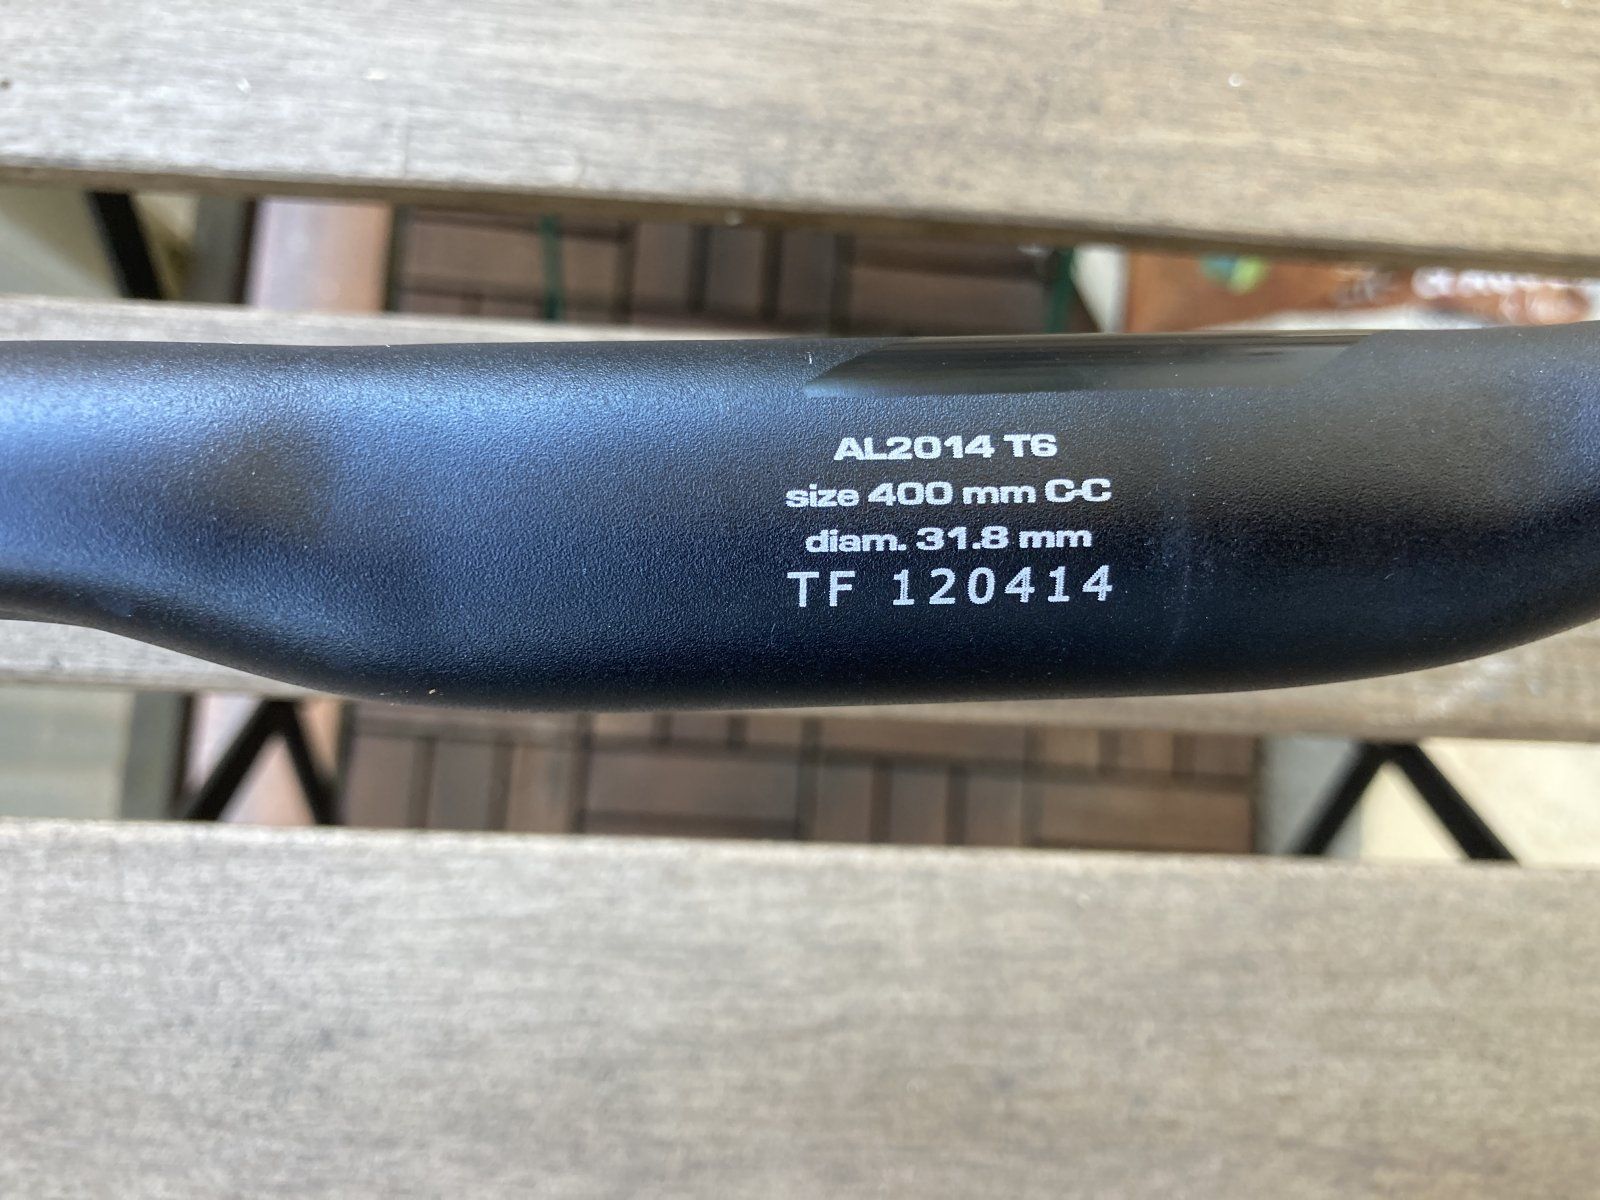 AL2014 T6
size 400 mm C-C
diam. 31.8 mm
TF 120414